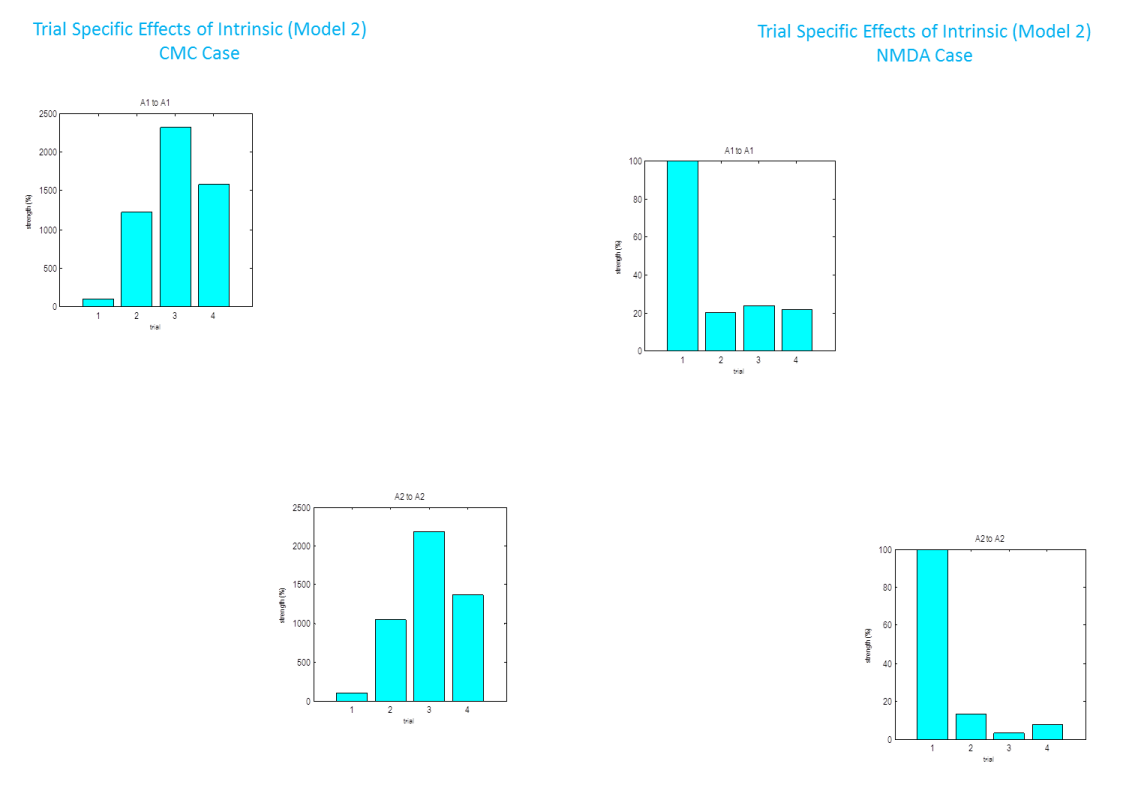 Trial Specific Effects of Intrinsic (Model 2)
CMC Case
Trial Specific Effects of Intrinsic (Model 2)
NMDA Case
A1 to A1
2500
2000
1500
1000
500
0
strength (%)
1 2 3 4
trial
A1 to A1
100
80
60
40
20
0
strength (%)
1 2 3 4
trial
A2 to A2
2500
2000
1500
1000
500
0
strength (%)
1 2 3 4
trial
A2 to A2
100
80
60
40
20
0
strength (%)
1 2 3 4
trial